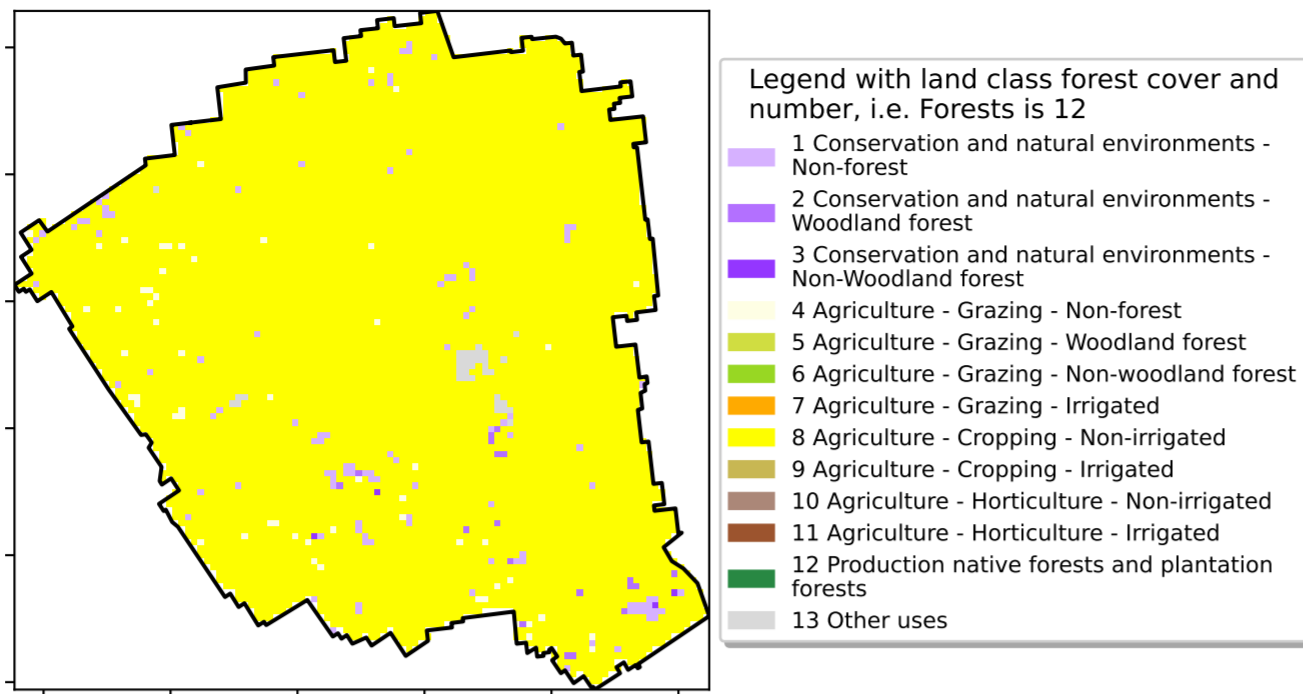 Legend with land class forest cover and
number, i.e. Forests is 12
1 Conservation and natural environments -
Non-forest
2 Conservation and natural environments -
Woodland forest
3 Conservation and natural environments -
Non-Woodland forest
4 Agriculture - Grazing - Non-forest
5 Agriculture - Grazing - Woodland forest
6 Agriculture - Grazing - Non-woodland forest
7 Agriculture - Grazing - Irrigated
8 Agriculture - Cropping - Non-irrigated
9 Agriculture - Cropping - Irrigated
10 Agriculture - Horticulture - Non-irrigated
11 Agriculture - Horticulture - Irrigated
12 Production native forests and plantation
forests
13 Other uses